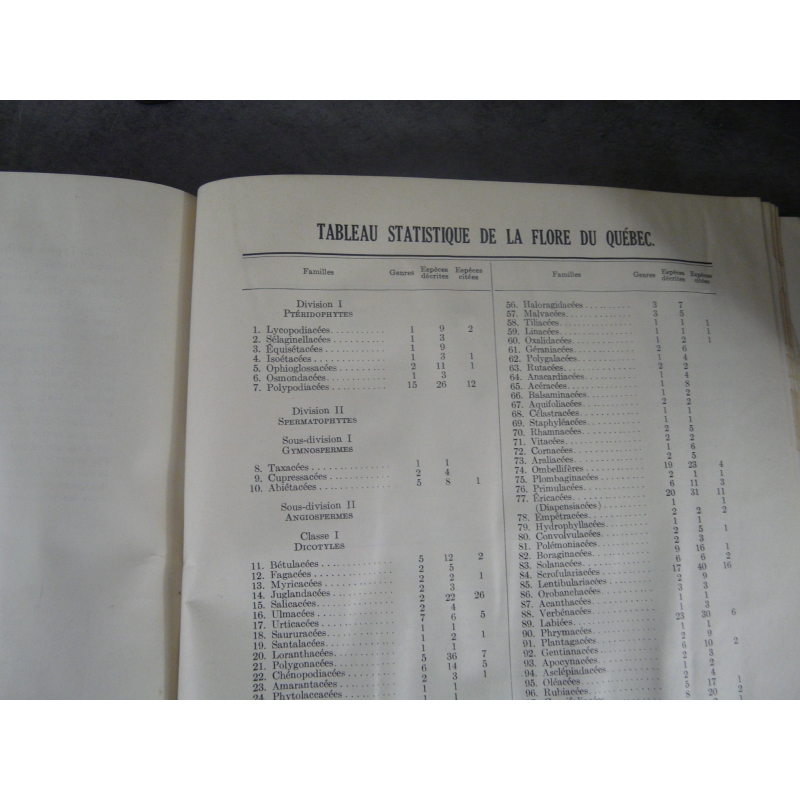 TABLEAU STATISTIQUE DE LA FLORE DU QUÉBEC.
Familles Genres Espèces décrites Espèces citées
Division I
PTÉRIDOPHYTES
1. Lycopodiacées 1 9 2
2. Sélaginellacées 1 3
3. Équisétacées 1 9
4. Isoétacées 1 3 1
5. Ophioglossacées 2 11 1
6. Osmondacées 1 3
7. Polypodiacées 15 26 12
Division II
SPERMATOPHYTES
Sous-division I
GYMNOSPERMES
8. Taxacées 1 1
9. Cupressacées 2 4
10. Abiétacées 5 8 1
Sous-division II
ANGIOSPERMES
Classe I
DICOTYLES
11. Bétulacées 5 12 2
12. Fagacées 2 5
13. Myricacées 2 2 1
14. Juglandacées 2 3
15. Salicacées 2 22 26
16. Ulmacées 2 4
17. Urticacées 7 6 5
18. Saururacées 1 1
19. Santalacées 1 2 1
20. Loranthacées 1 1
21. Polygonacées 5 36 7
22. Chénopodiacées 6 14 5
23. Amarantacées 2 3 1
24. Phytolaccacées 1 1
Familles Genres Espèces décrites Espèces citées
56. Haloragidacées 3 7
57. Malvacées 3 5
58. Tiliacées 1 1 1
59. Linacées 1 1 1
60. Oxalidacées 1 2 1
61. Géraniacées 2 6
62. Polygalacées 1 4
63. Rutacées 2 2
64. Anacardiacées 1 4
65. Acéracées 1 8
66. Balsaminacées 1 2
67. Aquifoliacées 2 2
68. Célastracées 1 1
69. Staphyléacées 1 1
70. Rhamnacées 2 5
71. Vitacées 2 2
72. Cornacées 1 6
73. Araliacées 2 5
74. Ombellifères 19 23 4
75. Plombaginacées 2 1 1
76. Primulacées 6 11 3
77. Éricacées 20 31 11
(Diapensiacées) 1 1
78. Empêtracées 2 2 2
79. Hydrophyllacées 1 1
80. Convolvulacées 2 5 1
81. Polémoniacées 2 3
82. Boraginacées 9 16 1
83. Solanacées 6 6 2
84. Scrofulariacées 17 40 16
85. Lentibulariacées 2 9
86. Orobanchacées 3 3
87. Acanthacées 1 1
88. Verbénacées 1 3
89. Labiées 23 30 6
90. Phrymacées 1 1
91. Plantagacées 2 9
92. Gentianacées 6 10 2
93. Apocynacées 2 3
94. Asclépiadacées 1 2
95. Oléacées 2 4
96. Rubiacées 5 17 1
8 20 2